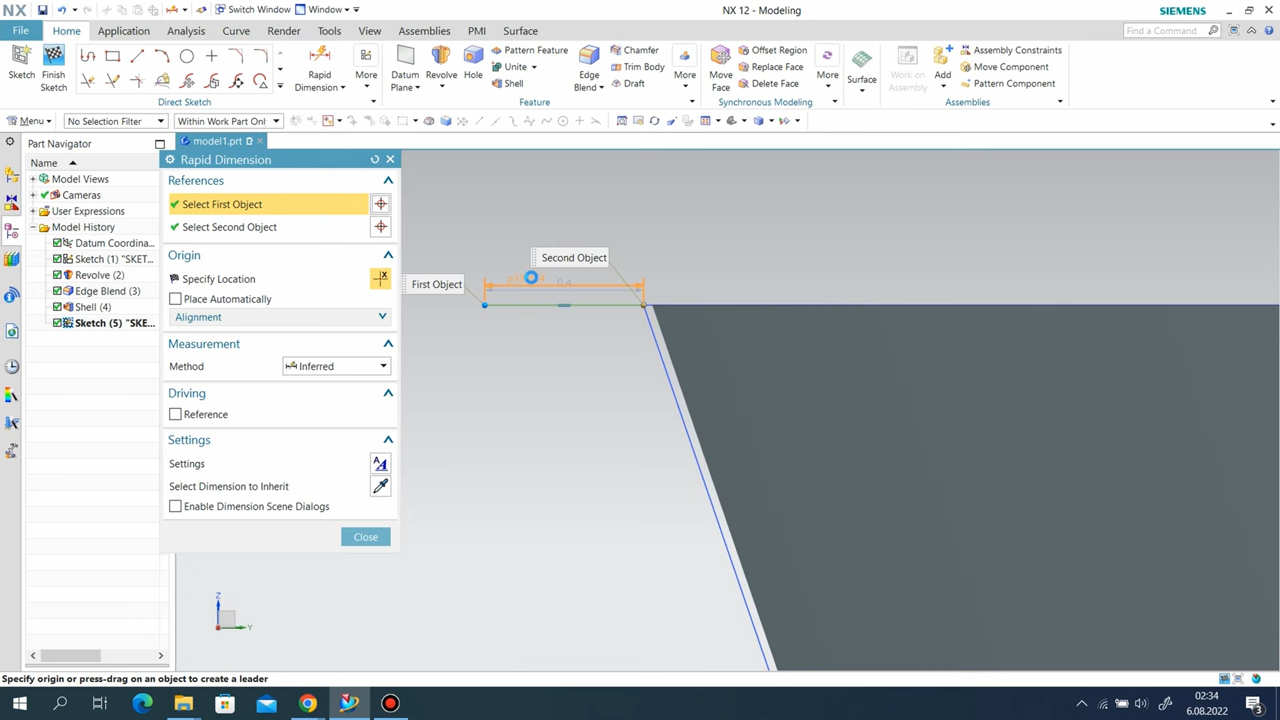 NX
Switch Window
Window
NX 12 - Modeling
SIEMENS
File
Home
Application
Analysis
Curve
Render
Tools
View
Assemblies
PMI
Surface
Find a Command
Sketch
Finish Sketch
Rapid Dimension
More
Datum Plane
Revolve
Hole
Pattern Feature
Unite
Shell
Edge Blend
Chamfer
Trim Body
Draft
More
Move Face
Offset Region
Replace Face
Delete Face
More
Surface
Work on Assembly
Add
Assembly Constraints
Move Component
Pattern Component
Direct Sketch
Feature
Synchronous Modeling
Assemblies
Menu
No Selection Filter
Within Work Part Onl
Part Navigator
model1.prt
Name
Model Views
Cameras
User Expressions
Model History
Datum Coordina...
Sketch (1) "SKET...
Revolve (2)
Edge Blend (3)
Shell (4)
Sketch (5) "SKE...
Rapid Dimension
References
Select First Object
Select Second Object
Origin
Specify Location
Place Automatically
Alignment
Measurement
Method
Inferred
Driving
Reference
Settings
Settings
Select Dimension to Inherit
Enable Dimension Scene Dialogs
Close
Second Object
0.4
First Object
Z
Y
Specify origin or press-drag on an object to create a leader
02:34
6.08.2022
3